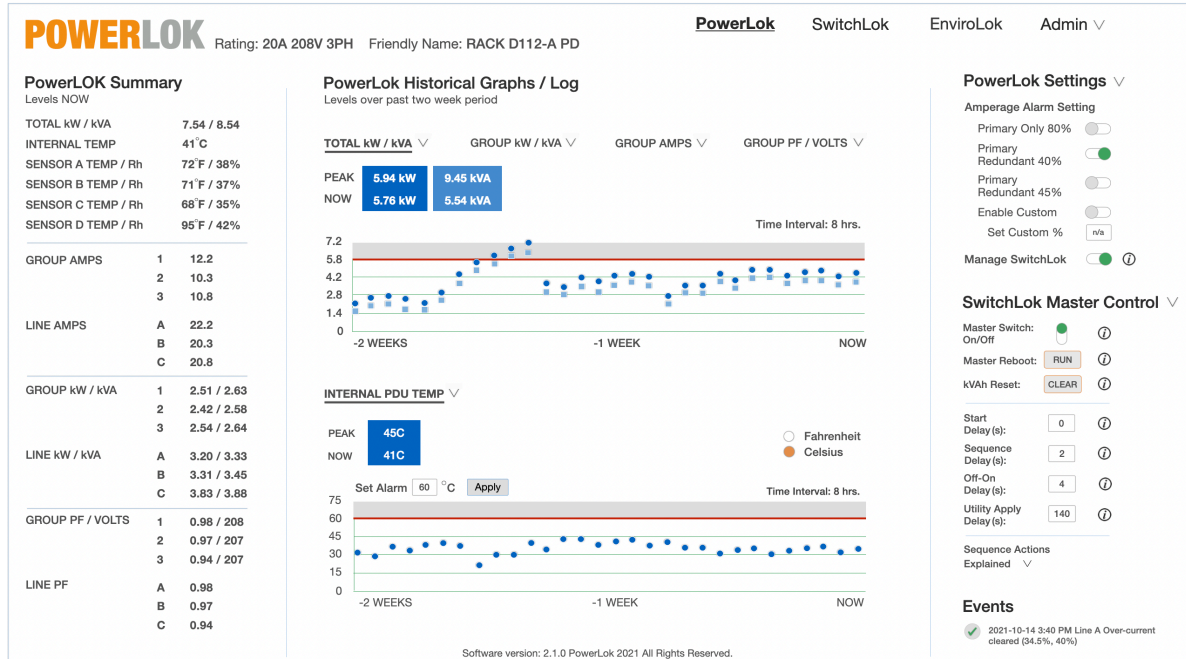 POWERLOK Rating: 20A 208V 3PH Friendly Name: RACK D112-A PD
PowerLok SwitchLok EnviroLok Admin
PowerLOK Summary
Levels NOW
TOTAL kW / kVA 7.54 / 8.54
INTERNAL TEMP 41°C
SENSOR A TEMP / Rh 72°F / 38%
SENSOR B TEMP / Rh 71°F / 37%
SENSOR C TEMP / Rh 68°F / 35%
SENSOR D TEMP / Rh 95°F / 42%
GROUP AMPS 1 12.2
2 10.3
3 10.8
LINE AMPS A 22.2
B 20.3
C 20.8
GROUP kW / kVA 1 2.51 / 2.63
2 2.42 / 2.58
3 2.54 / 2.64
LINE kW / kVA A 3.20 / 3.33
B 3.31 / 3.45
C 3.83 / 3.88
GROUP PF / VOLTS 1 0.98 / 208
2 0.97 / 207
3 0.94 / 207
LINE PF A 0.98
B 0.97
C 0.94
PowerLok Historical Graphs / Log
Levels over past two week period
TOTAL kW / kVA GROUP kW / kVA GROUP AMPS GROUP PF / VOLTS
PEAK 5.94 kW 9.45 kVA
NOW 5.76 kW 5.54 kVA
Time Interval: 8 hrs.
7.2
5.8
4.2
2.8
1.4
0
-2 WEEKS -1 WEEK NOW
INTERNAL PDU TEMP
PEAK 45C
NOW 41C
Fahrenheit
Celsius
Set Alarm 60 °C Apply
Time Interval: 8 hrs.
75
60
45
30
15
0
-2 WEEKS -1 WEEK NOW
Software version: 2.1.0 PowerLok 2021 All Rights Reserved.
PowerLok Settings
Amperage Alarm Setting
Primary Only 80%
Primary
Redundant 40%
Primary
Redundant 45%
Enable Custom
Set Custom % n/a
Manage SwitchLok i
SwitchLok Master Control
Master Switch:
On/Off i
Master Reboot: RUN i
kVAh Reset: CLEAR i
Start
Delay(s): 0 i
Sequence
Delay(s): 2 i
Off-On
Delay(s): 4 i
Utility Apply
Delay(s): 140 i
Sequence Actions
Explained
Events
2021-10-14 3:40 PM Line A Over-current
cleared (34.5%, 40%)